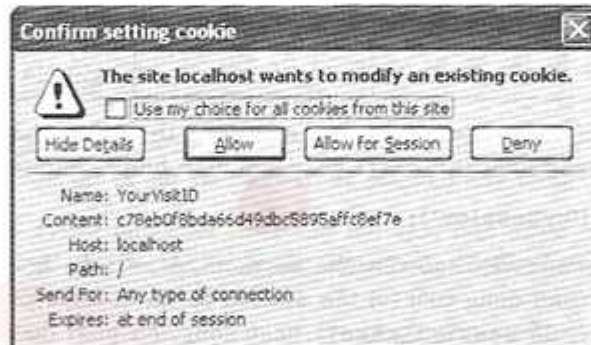 Confirm setting cookie
The site localhost wants to modify an existing cookie.
Use my choice for all cookies from this site
Hide Details Allow Allow for Session Deny
Name: YourVisitID
Content: c78eb0f8bda66d49dbc5895affc8ef7e
Host: localhost
Path: /
Send For: Any type of connection
Expires: at end of session